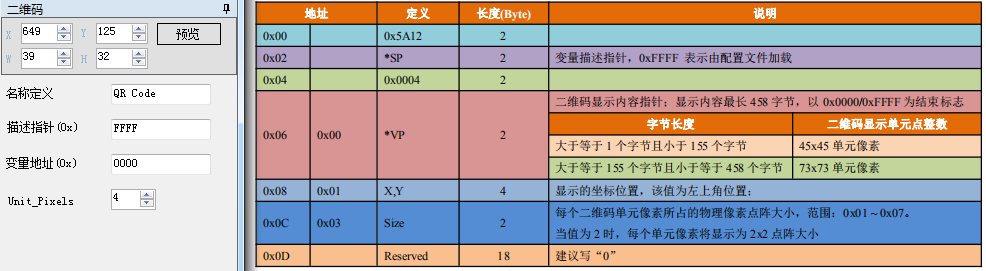 二维码
X 649 Y 125 预览
W 39 H 32
名称定义 QR Code
描述指针(0x) FFFF
变量地址(0x) 0000
Unit_Pixels 4
地址 定义 长度(Byte) 说明
0x00 0x5A12 2
0x02 *SP 2 变量描述指针，0xFFFF 表示由配置文件加载
0x04 0x0004 2
0x06 0x00 *VP 2 二维码显示内容指针；显示内容最长 458 字节，以 0x0000/0xFFFF 为结束标志
字节长度 二维码显示单元点整数
大于等于 1 个字节且小于 155 个字节 45x45 单元像素
大于等于 155 个字节且小于等于 458 个字节 73x73 单元像素
0x08 0x01 X,Y 4 显示的坐标位置，该值为左上角位置；
0x0C 0x03 Size 2 每个二维码单元像素所占的物理像素点阵大小，范围：0x01～0x07。
当值为 2 时，每个单元像素将显示为 2x2 点阵大小
0x0D Reserved 18 建议写“0”